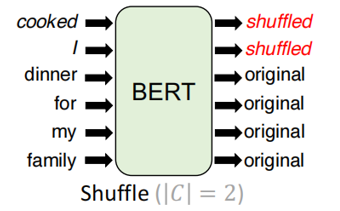 cooked shuffled
I shuffled
dinner original
for original
BERT
my original
family original
Shuffle (|C| = 2)